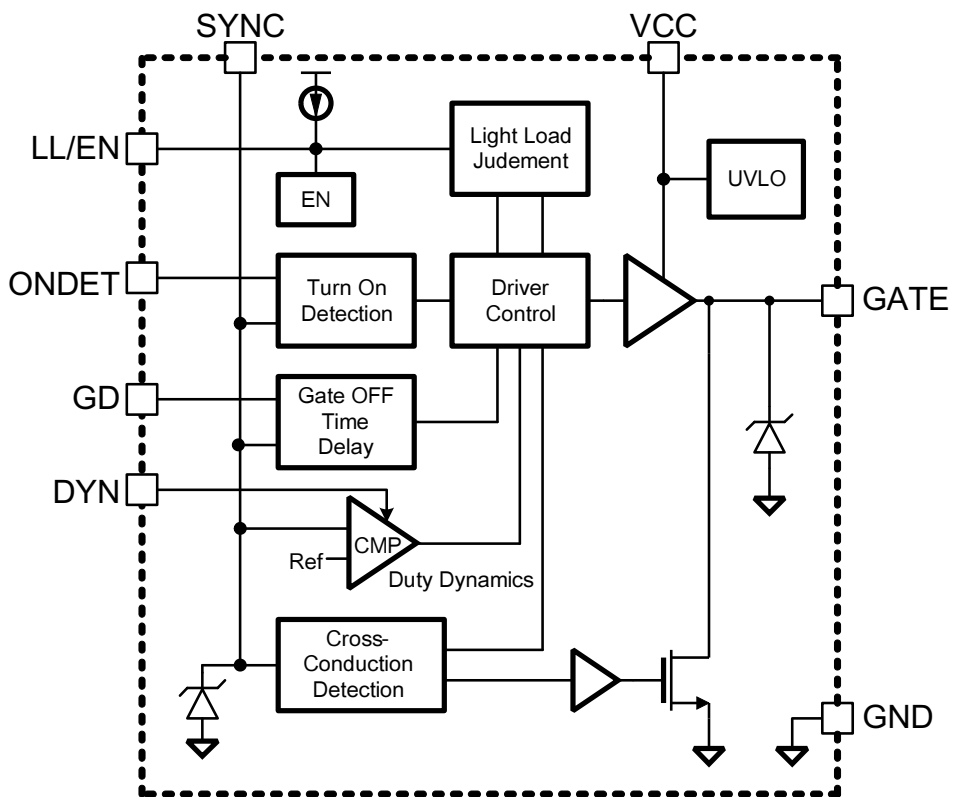 SYNC
VCC
LL/EN
Light Load
Judement
EN
UVLO
ONDET
Turn On
Detection
Driver
Control
GATE
GD
Gate OFF
Time
Delay
DYN
CMP
Ref
Duty Dynamics
Cross-
Conduction
Detection
GND